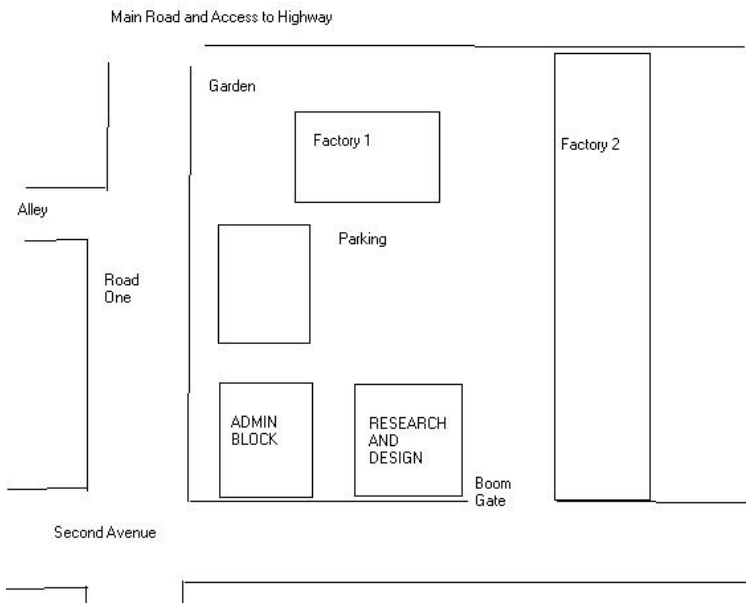 Main Road and Access to Highway
Garden
Factory 1
Factory 2
Alley
Parking
Road
One
ADMIN
BLOCK
RESEARCH
AND
DESIGN
Boom
Gate
Second Avenue